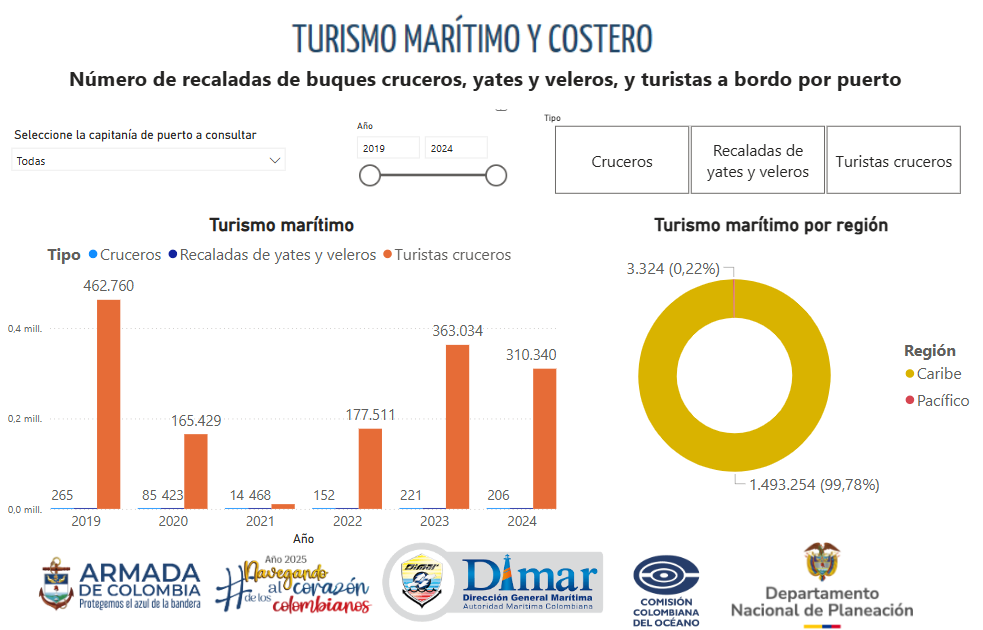 TURISMO MARÍTIMO Y COSTERO
Número de recaladas de buques cruceros, yates y veleros, y turistas a bordo por puerto
Seleccione la capitanía de puerto a consultar
Todas
Año
2019 2024
Tipo
Cruceros
Recaladas de
yates y veleros
Turistas cruceros
Turismo marítimo
Tipo Cruceros Recaladas de yates y veleros Turistas cruceros
462.760
363.034
310.340
177.511
165.429
0,4 mill.
0,2 mill.
0,0 mill.
265
85 423
14 468
152
221
206
2019 2020 2021 2022 2023 2024
Año
Turismo marítimo por región
3.324 (0,22%)
1.493.254 (99,78%)
Región
Caribe
Pacífico
ARMADA
DE COLOMBIA
Protegemos el azul de la bandera
Año 2025
#Navegando
al corazón
de los colombianos
DIMAR
Dimar
Dirección General Marítima
Autoridad Marítima Colombiana
COMISIÓN
COLOMBIANA
DEL OCÉANO
Departamento
Nacional de Planeación